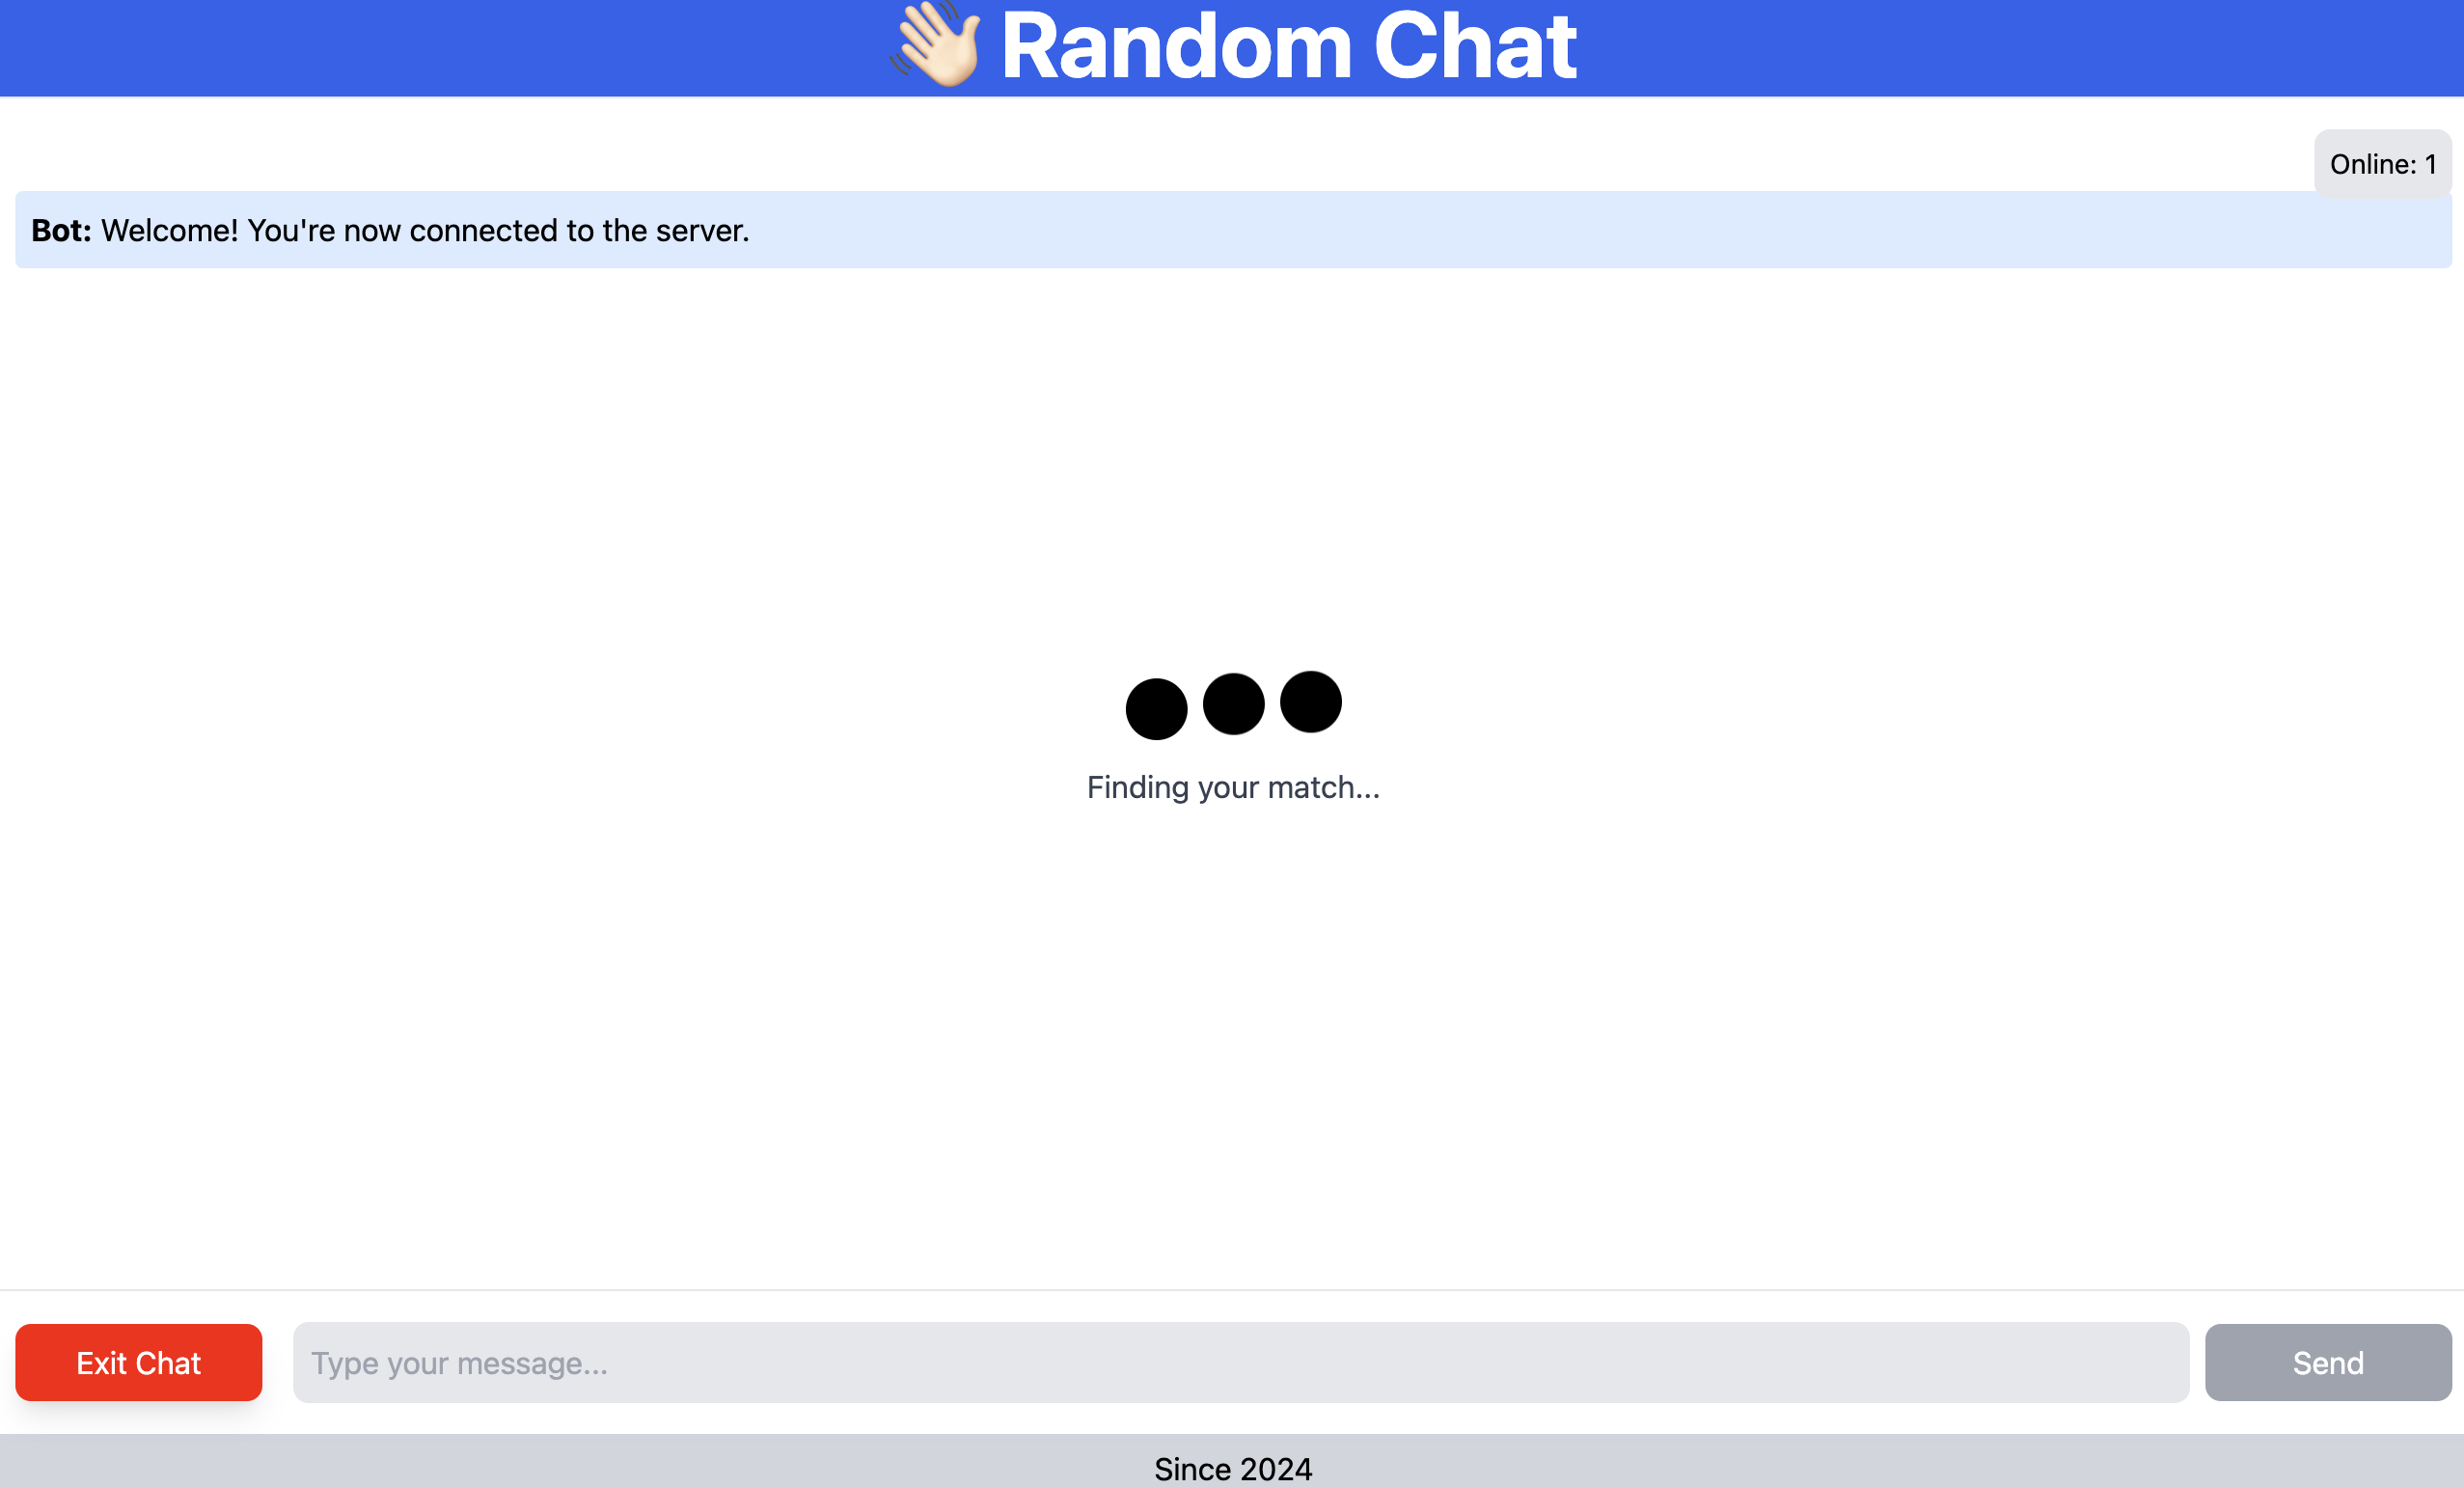 👋🏻 Random Chat
Online: 1
Bot: Welcome! You're now connected to the server.
Finding your match...
Exit Chat
Type your message...
Send
Since 2024